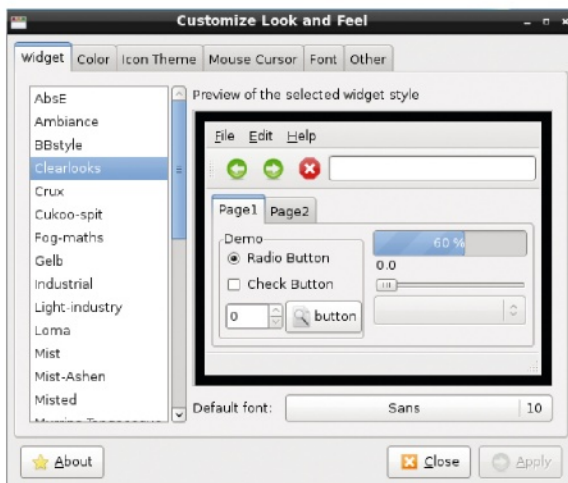 Customize Look and Feel
Widget Color Icon Theme Mouse Cursor Font Other
AbsE
Ambiance
BBstyle
Clearlooks
Crux
Cukoo-spit
Fog-maths
Gelb
Industrial
Light-industry
Loma
Mist
Mist-Ashen
Misted
Preview of the selected widget style
File Edit Help
Page1 Page2
Demo
Radio Button
Check Button
0 button
60 %
0.0
Default font: Sans 10
About Close Apply